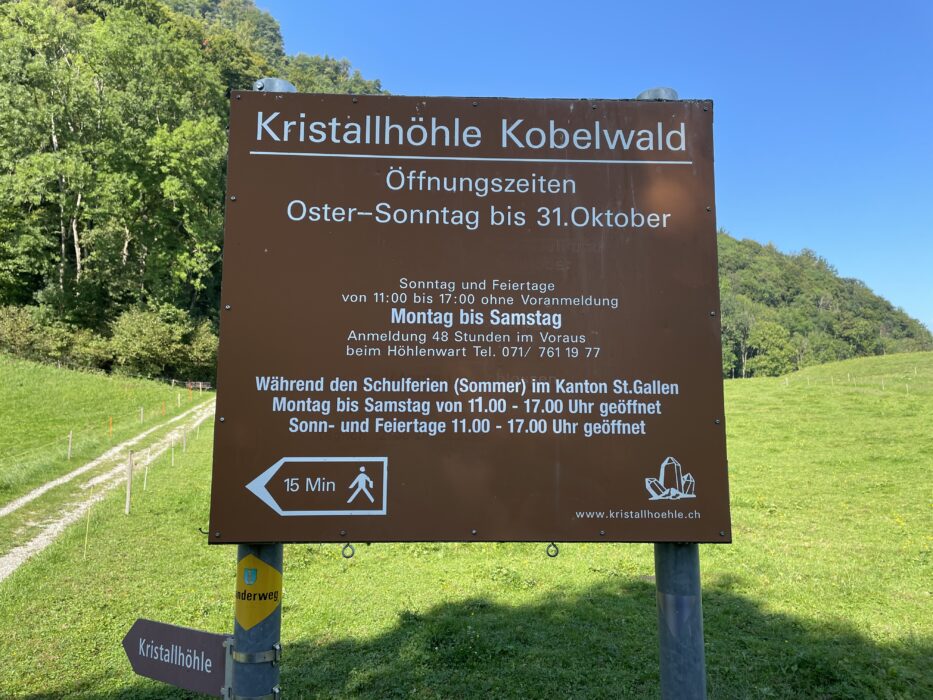 Kristallhöhle Kobelwald
Öffnungszeiten
Oster–Sonntag bis 31.Oktober
Sonntag und Feiertage
von 11:00 bis 17:00 ohne Voranmeldung
Montag bis Samstag
Anmeldung 48 Stunden im Voraus
beim Höhlenwart Tel. 071/ 761 19 77
Während den Schulferien (Sommer) im Kanton St.Gallen
Montag bis Samstag von 11.00 - 17.00 Uhr geöffnet
Sonn- und Feiertage 11.00 - 17.00 Uhr geöffnet
15 Min
www.kristallhoehle.ch
nderweg
Kristallhöhle